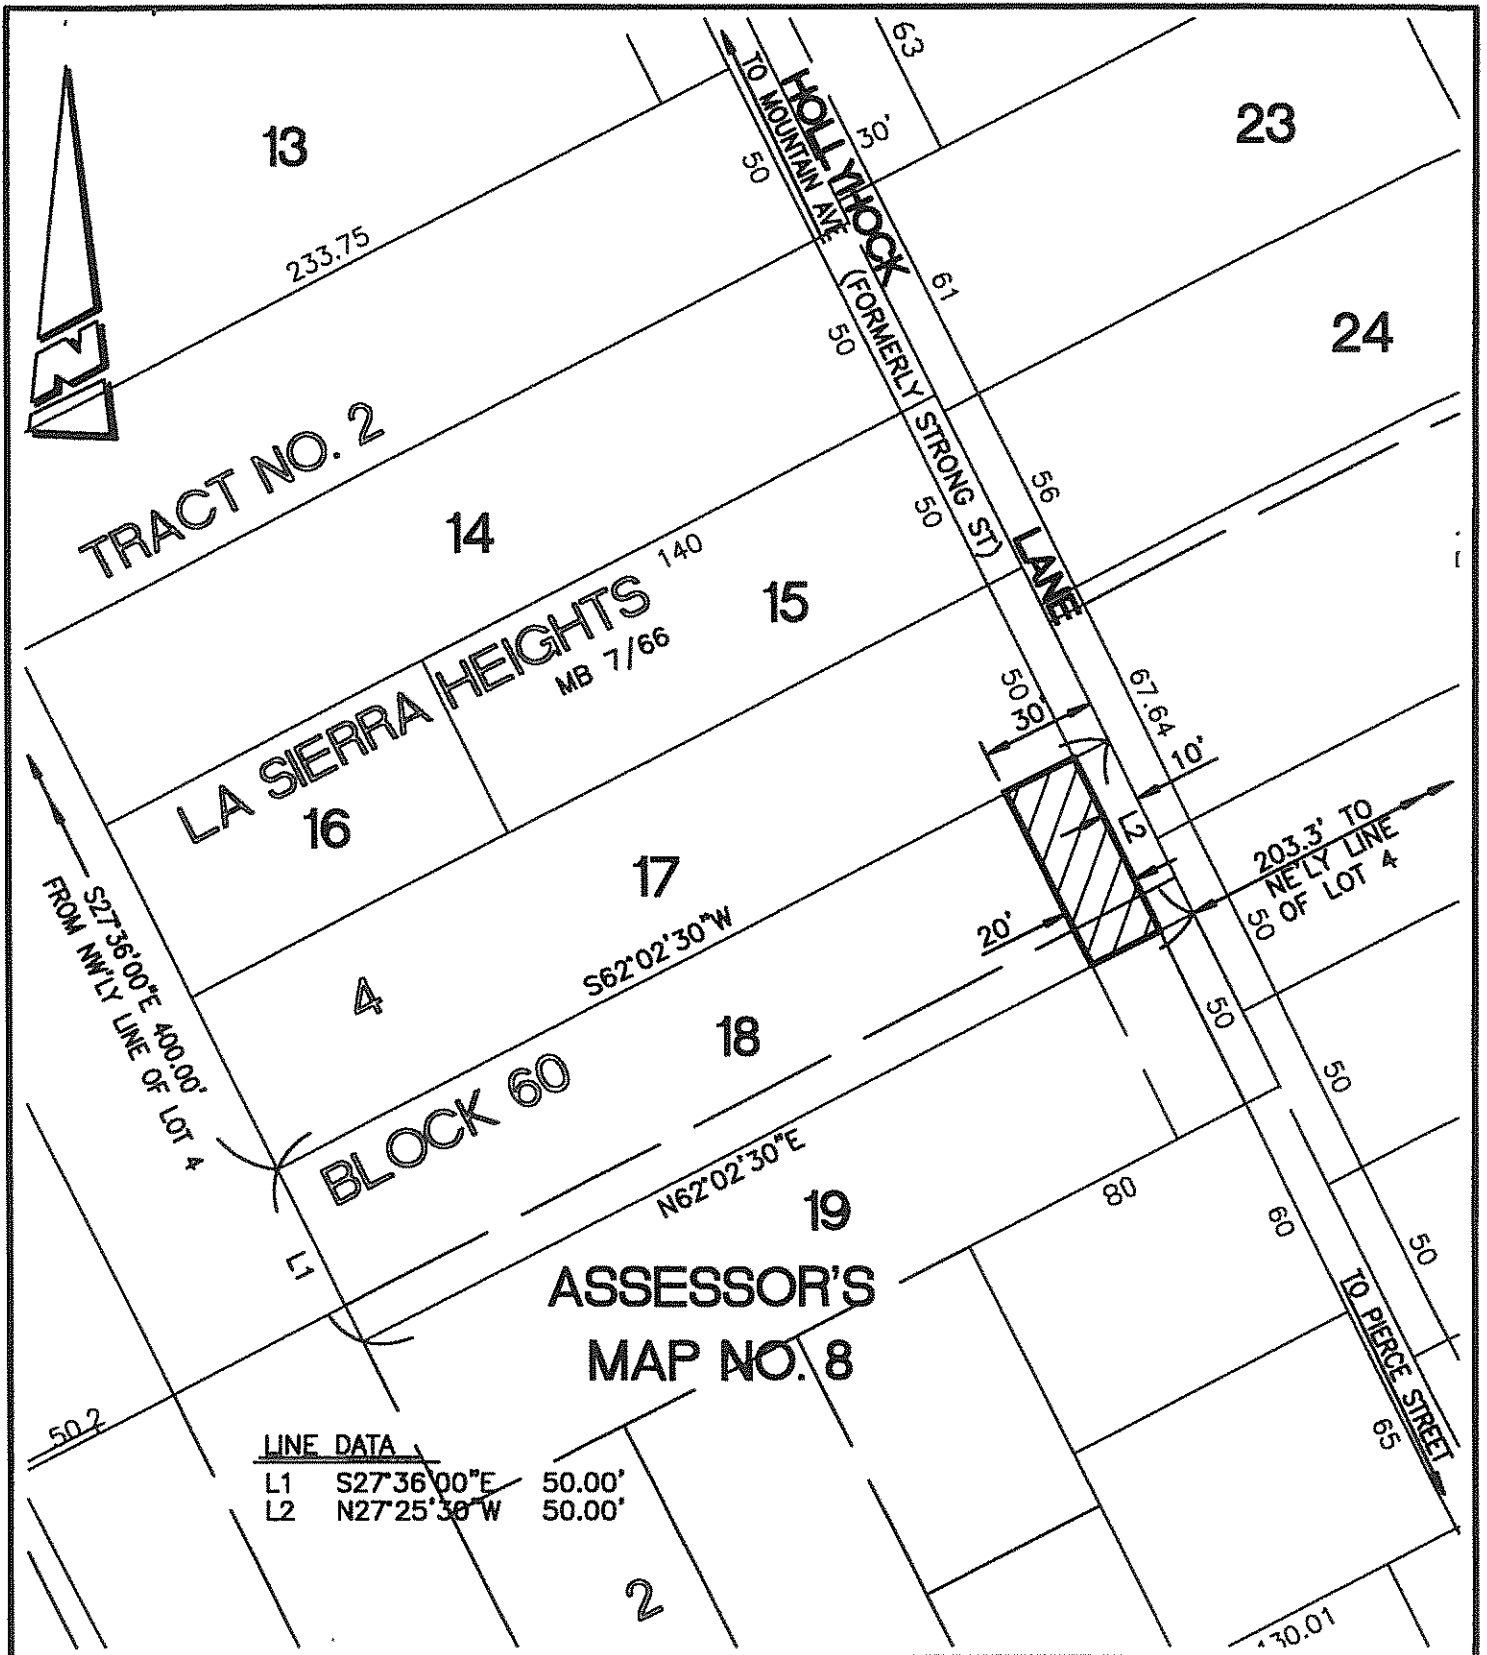 63
TO MOUNTAIN AVE
HOLLYHOCK
30'
13
23
50
233.75
61
(FORMERLY STRONG ST)
50
24
N
TRACT NO. 2
56
50
14
140
LANE
LA SIERRA HEIGHTS
MB 7/66
15
50
30'
67.64
10'
16
L2
203.3' TO
NE'LY LINE
OF LOT 4
17
S27°36'00"E 400.00'
FROM NW'LY LINE OF LOT 4
20'
50
S62°02'30"W
4
50
18
BLOCK 60
50
N62°02'30"E
80
19
60
50
L1
ASSESSOR'S
MAP NO. 8
TO PIERCE STREET
65
50.2
LINE DATA
L1 S27°36'00"E 50.00'
L2 N27°25'30"W 50.00'
2
130.01